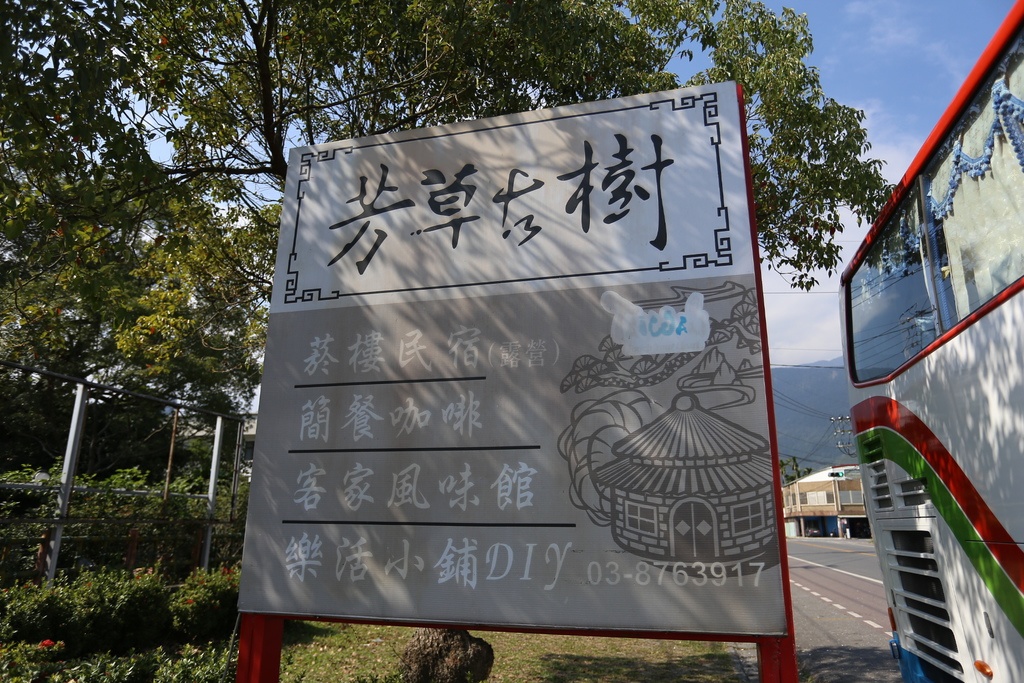 芳草古樹
菸樓民宿(露營)
簡餐咖啡
客家風味館
樂活小鋪DIY
03-8763917